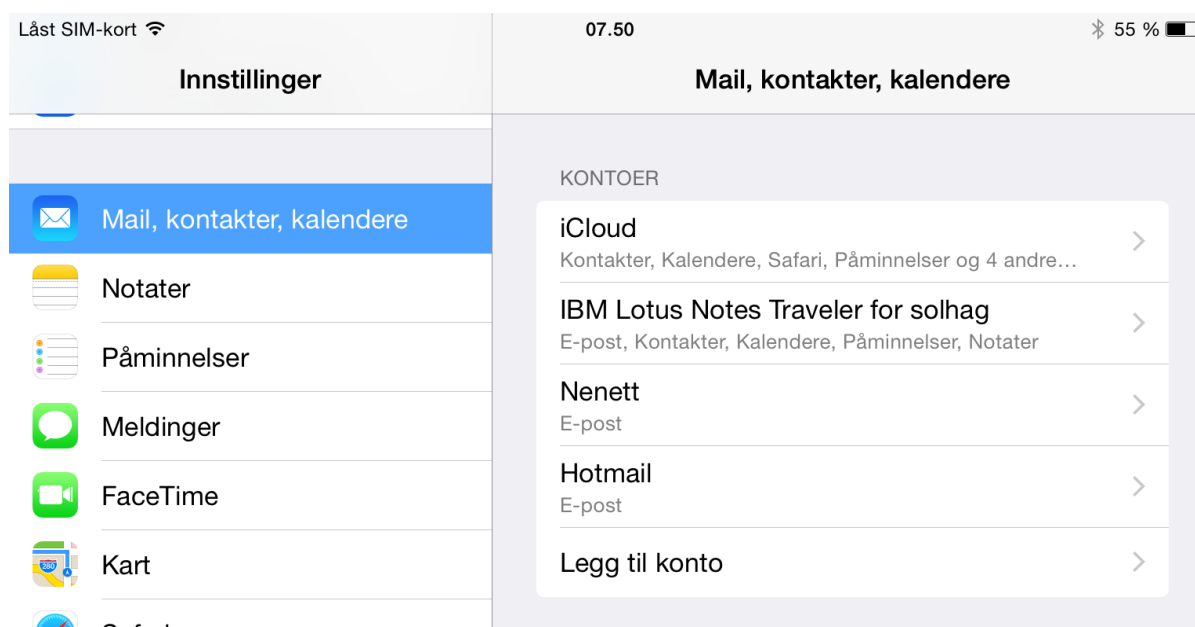 Låst SIM-kort
07.50
55 %
Innstillinger
Mail, kontakter, kalendere
Mail, kontakter, kalendere
Notater
Påminnelser
Meldinger
FaceTime
280
Kart
KONTOER
iCloud
Kontakter, Kalendere, Safari, Påminnelser og 4 andre…
IBM Lotus Notes Traveler for solhag
E-post, Kontakter, Kalendere, Påminnelser, Notater
Nenett
E-post
Hotmail
E-post
Legg til konto